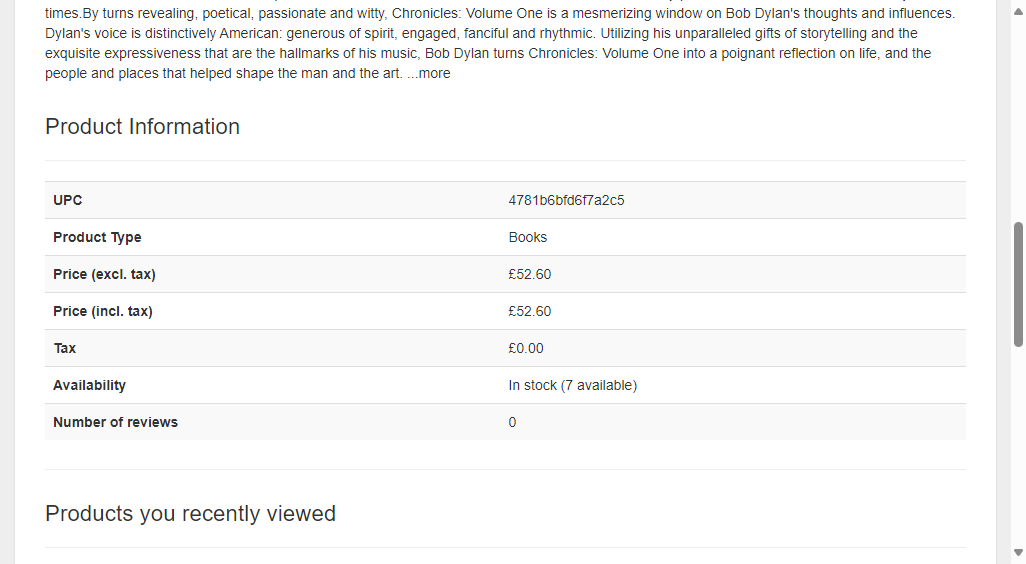 times.By turns revealing, poetical, passionate and witty, Chronicles: Volume One is a mesmerizing window on Bob Dylan's thoughts and influences.
Dylan's voice is distinctively American: generous of spirit, engaged, fanciful and rhythmic. Utilizing his unparalleled gifts of storytelling and the
exquisite expressiveness that are the hallmarks of his music, Bob Dylan turns Chronicles: Volume One into a poignant reflection on life, and the
people and places that helped shape the man and the art. ...more
Product Information
UPC 4781b6bfd6f7a2c5
Product Type Books
Price (excl. tax) £52.60
Price (incl. tax) £52.60
Tax £0.00
Availability In stock (7 available)
Number of reviews 0
Products you recently viewed